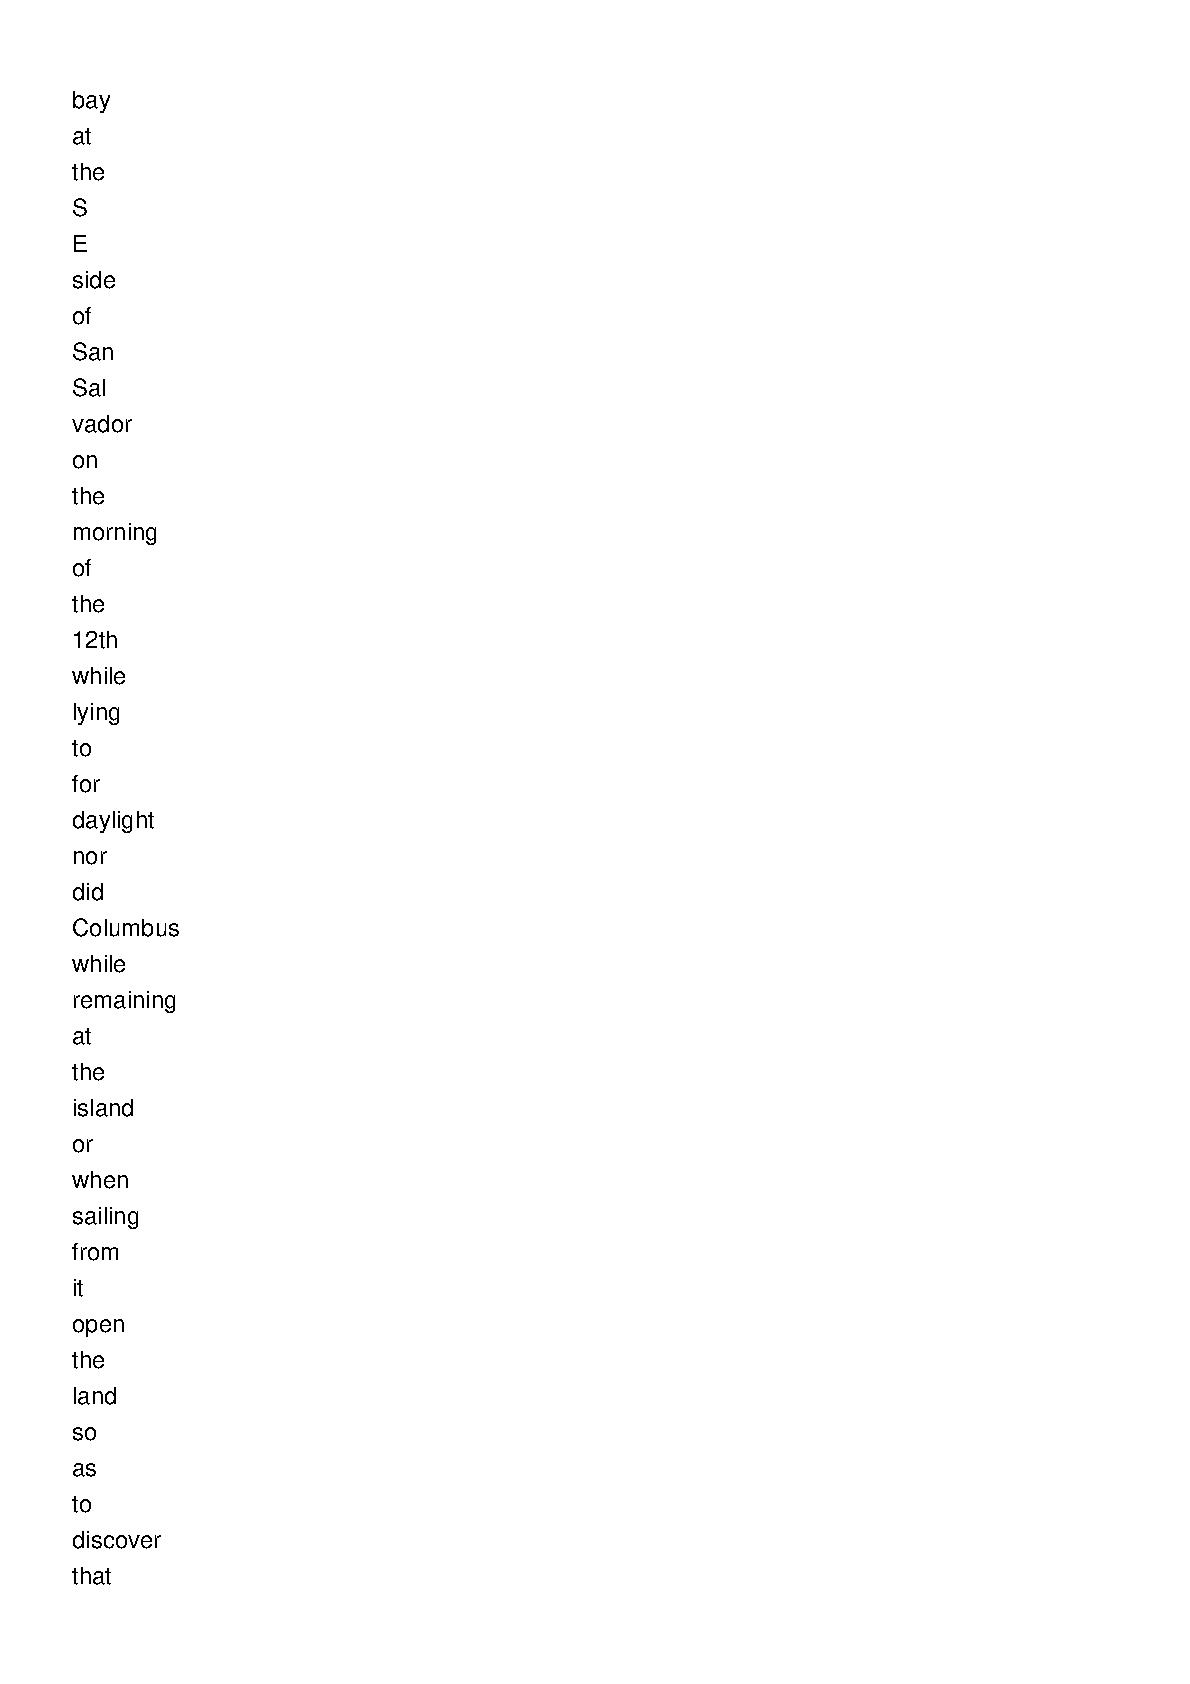 bay
at
the
S
E
side
of
San
Sal
vador
on
the
morning
of
the
12th
while
lying
to
for
daylight
nor
did
Columbus
while
remaining
at
the
island
or
when
sailing
from
it
open
the
land
so
as
to
discover
that